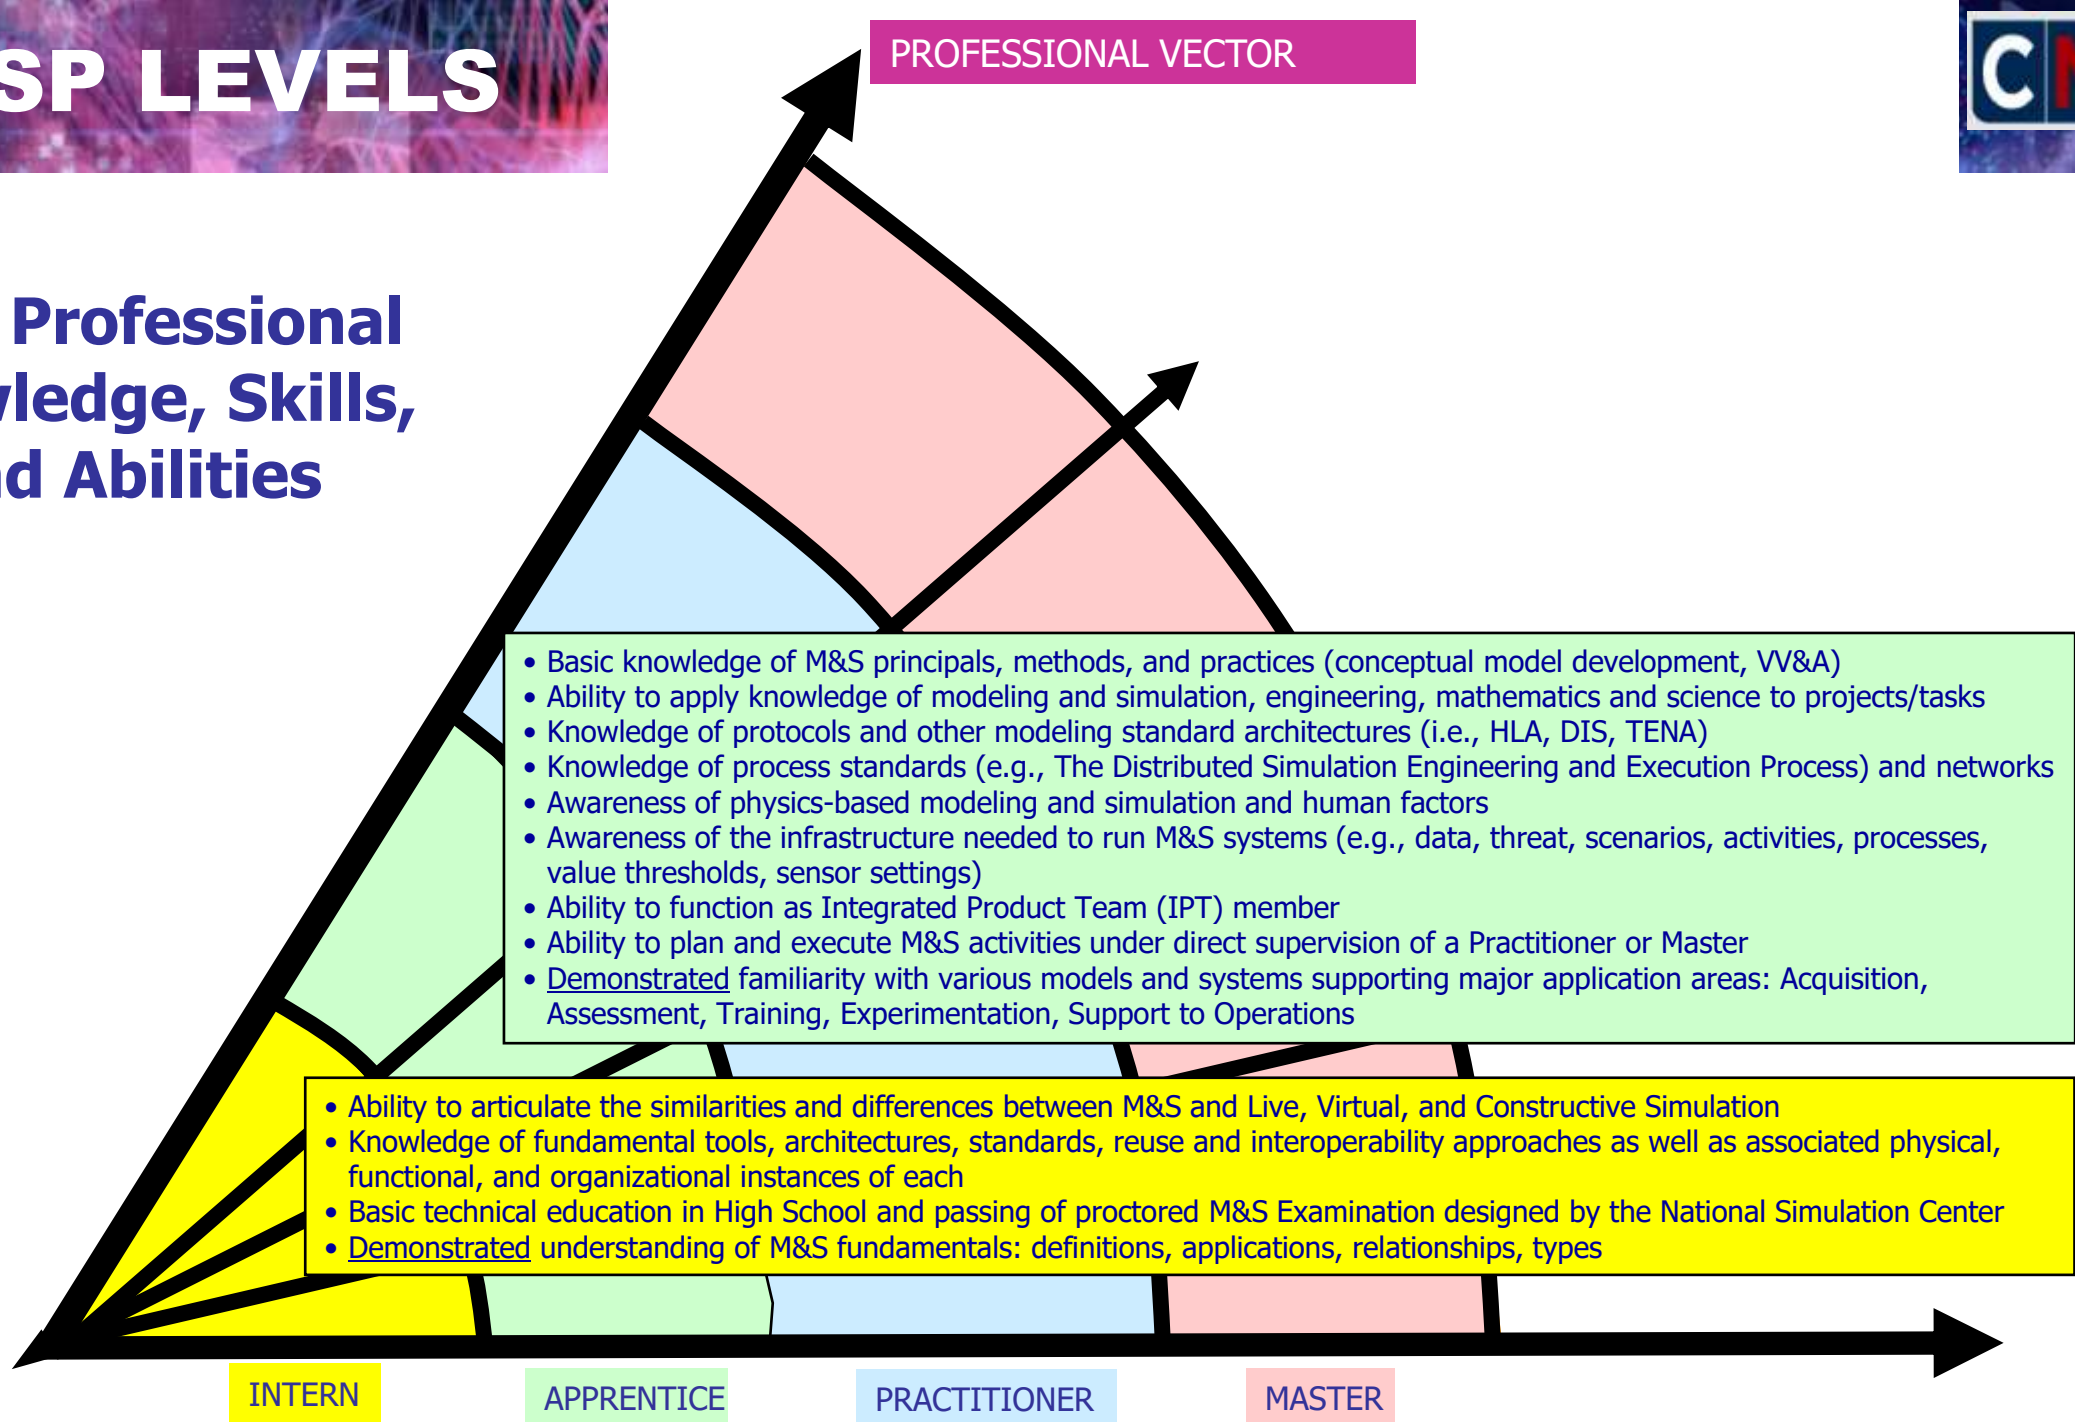 SP LEVELS
PROFESSIONAL VECTOR
C
Professional
wledge, Skills,
nd Abilities
• Basic knowledge of M&S principals, methods, and practices (conceptual model development, VV&A)
• Ability to apply knowledge of modeling and simulation, engineering, mathematics and science to projects/tasks
• Knowledge of protocols and other modeling standard architectures (i.e., HLA, DIS, TENA)
• Knowledge of process standards (e.g., The Distributed Simulation Engineering and Execution Process) and networks
• Awareness of physics-based modeling and simulation and human factors
• Awareness of the infrastructure needed to run M&S systems (e.g., data, threat, scenarios, activities, processes,
value thresholds, sensor settings)
• Ability to function as Integrated Product Team (IPT) member
• Ability to plan and execute M&S activities under direct supervision of a Practitioner or Master
• Demonstrated familiarity with various models and systems supporting major application areas: Acquisition,
Assessment, Training, Experimentation, Support to Operations
• Ability to articulate the similarities and differences between M&S and Live, Virtual, and Constructive Simulation
• Knowledge of fundamental tools, architectures, standards, reuse and interoperability approaches as well as associated physical,
functional, and organizational instances of each
• Basic technical education in High School and passing of proctored M&S Examination designed by the National Simulation Center
• Demonstrated understanding of M&S fundamentals: definitions, applications, relationships, types
INTERN
APPRENTICE
PRACTITIONER
MASTER